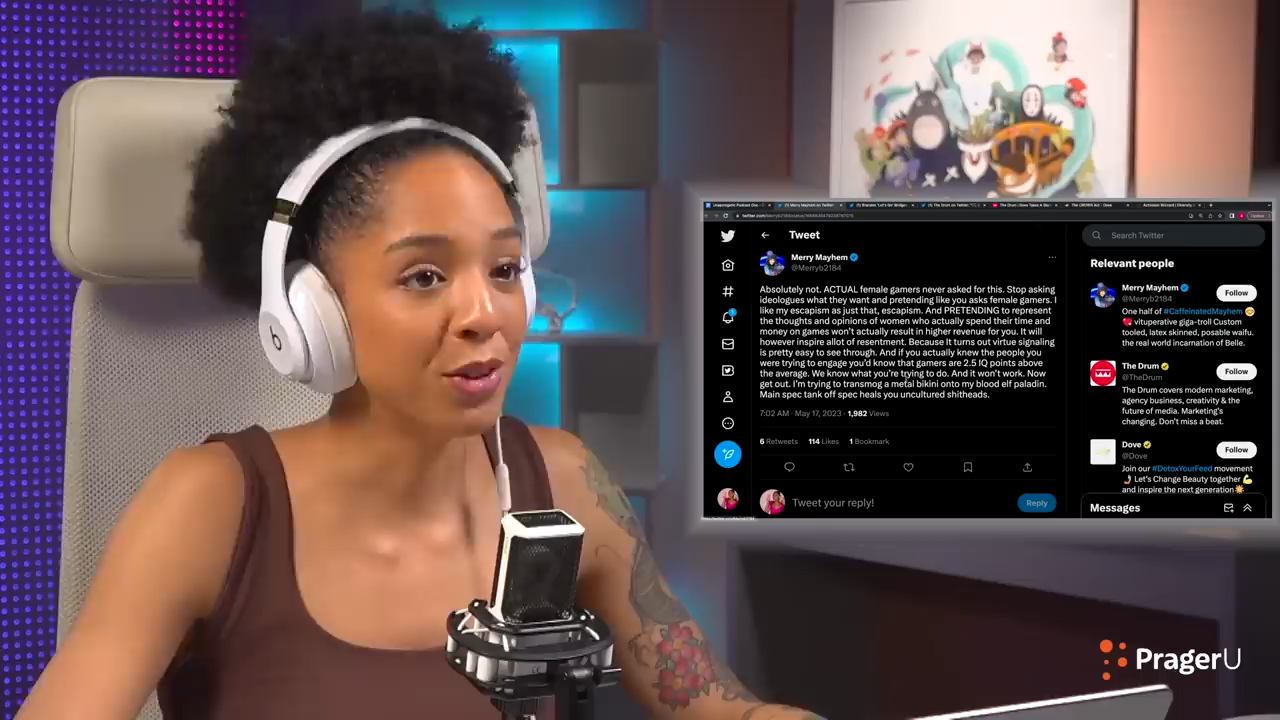 Merry Mayhem on Twitter
Tweet
Search Twitter
Merry Mayhem
@Merryb2184
Absolutely not. ACTUAL female gamers never asked for this. Stop asking
ideologues what they want and pretending like you asks female gamers. I
like my escapism as just that, escapism. And PRETENDING to represent
the thoughts and opinions of women who actually spend their time and
money on games won't actually result in higher revenue for you. It will
however inspire allot of resentment. Because It turns out virtue signaling
is pretty easy to see through. And if you actually knew the people you
were trying to engage you'd know that gamers are 2.5 IQ points above
the average. We know what you're trying to do. And it won't work. Now
get out. I'm trying to transmog a metal bikini onto my blood elf paladin.
Main spec tank off spec heals you uncultured shitheads.
7:02 AM · May 17, 2023 · 1,982 Views
6 Retweets 114 Likes 1 Bookmark
Tweet your reply!
Reply
Relevant people
Merry Mayhem
@Merryb2184
Follow
One half of #CaffeinatedMayhem
vituperative giga-troll Custom
tooled, latex skinned, posable waifu.
the real world incarnation of Belle.
The Drum
@TheDrum
Follow
The Drum covers modern marketing,
agency business, creativity & the
future of media. Marketing's
changing. Don't miss a beat.
Dove
@Dove
Follow
Join our #DetoxYourFeed movement
Let's Change Beauty together
and inspire the next generation
Messages
PragerU